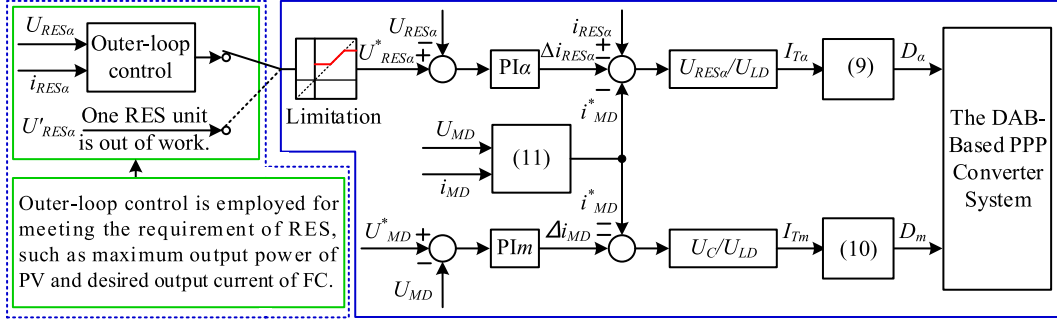 U_RESα
i_RESα
Outer-loop
control
U'_RESα
One RES unit
is out of work.
Outer-loop control is employed for
meeting the requirement of RES,
such as maximum output power of
PV and desired output current of FC.
Limitation
U*_RESα
U_RESα
+
−
PIα
Δi_RESα
i_RESα
+
−
−
i*_MD
U_RESα/U_LD
I_Tα
(9)
D_α
U_MD
i_MD
(11)
i*_MD
U*_MD
+
−
U_MD
PIm
Δi_MD
−
−
U_C/U_LD
I_Tm
(10)
D_m
The DAB-
Based PPP
Converter
System